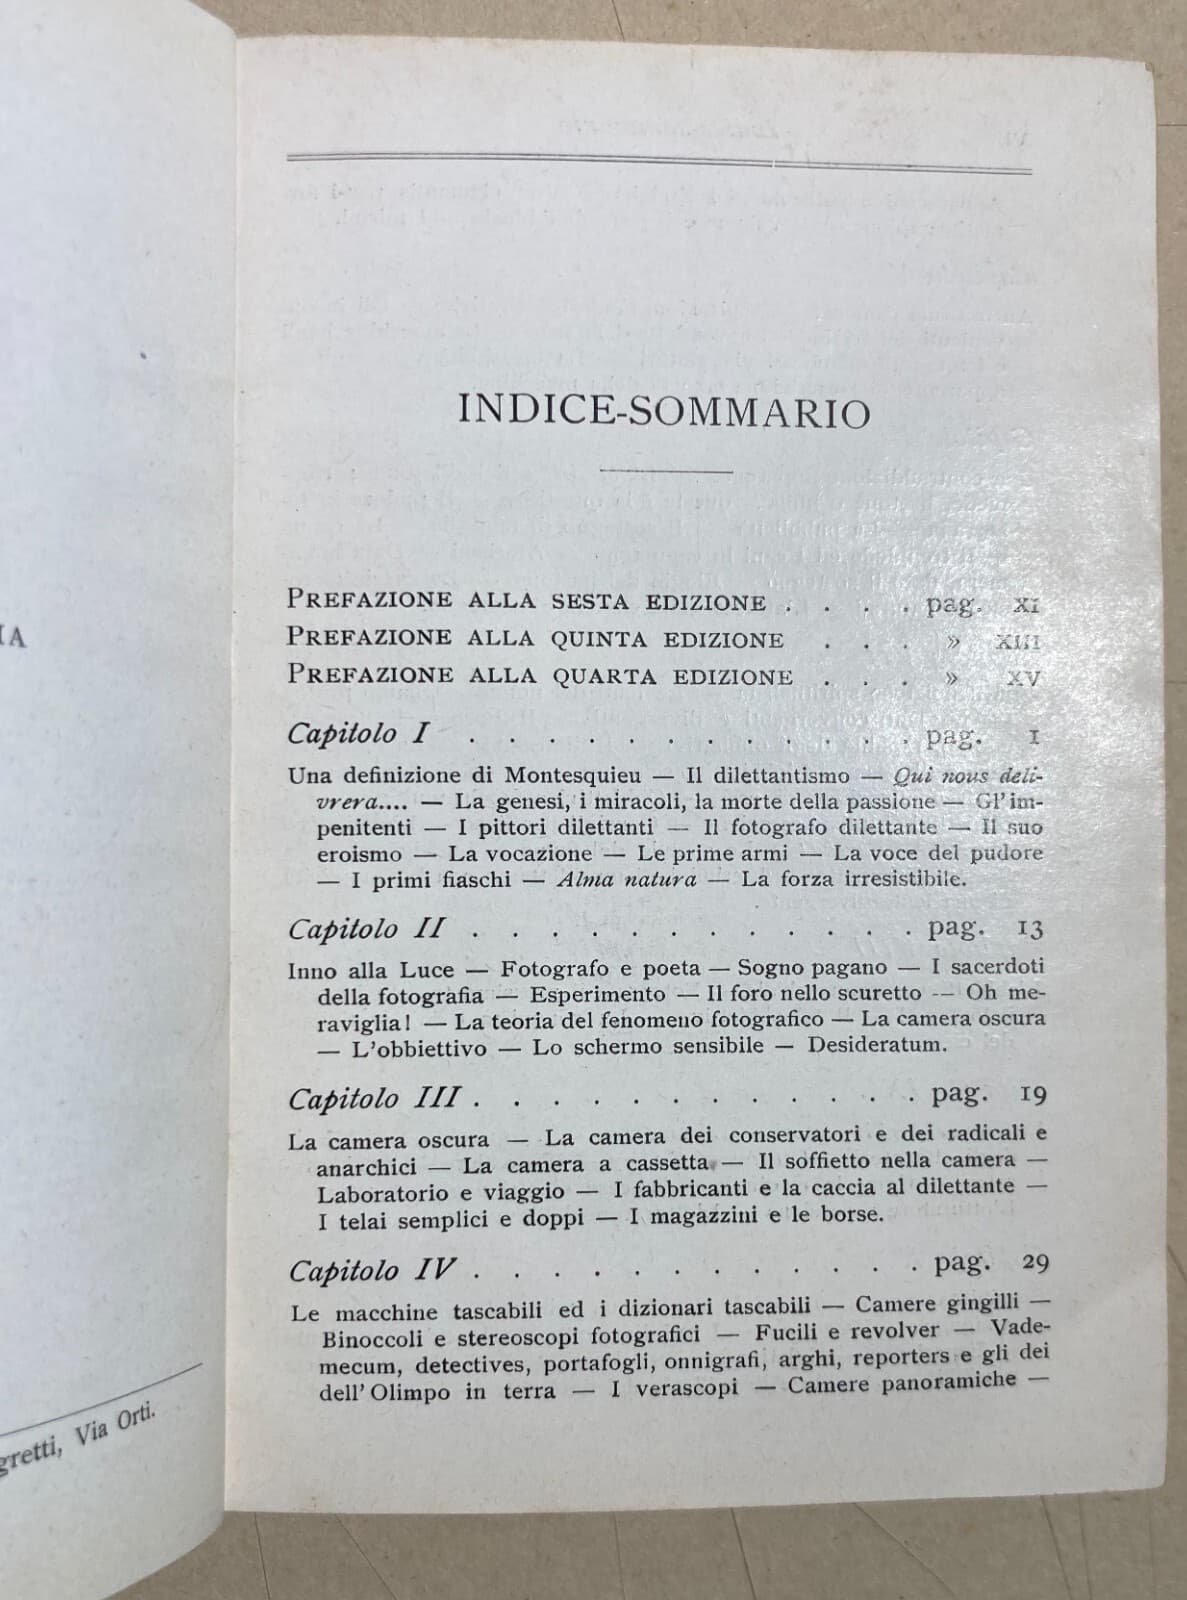 INDICE-SOMMARIO
PREFAZIONE ALLA SESTA EDIZIONE . . . . pag. XI
PREFAZIONE ALLA QUINTA EDIZIONE . . . » XIII
PREFAZIONE ALLA QUARTA EDIZIONE . . . » XV
Capitolo I . . . . . . . . . . . . pag. 1
Una definizione di Montesquieu — Il dilettantismo — Qui nous deli-
vrera.... — La genesi, i miracoli, la morte della passione — Gl'im-
penitenti — I pittori dilettanti — Il fotografo dilettante — Il suo
eroismo — La vocazione — Le prime armi — La voce del pudore
— I primi fiaschi — Alma natura — La forza irresistibile.
Capitolo II . . . . . . . . . . . . pag. 13
Inno alla Luce — Fotografo e poeta — Sogno pagano — I sacerdoti
della fotografia — Esperimento — Il foro nello scuretto — Oh me-
raviglia! — La teoria del fenomeno fotografico — La camera oscura
— L'obbiettivo — Lo schermo sensibile — Desideratum.
Capitolo III . . . . . . . . . . . . pag. 19
La camera oscura — La camera dei conservatori e dei radicali e
anarchici — La camera a cassetta — Il soffietto nella camera —
Laboratorio e viaggio — I fabbricanti e la caccia al dilettante —
I telai semplici e doppi — I magazzini e le borse.
Capitolo IV . . . . . . . . . . . . pag. 29
Le macchine tascabili ed i dizionari tascabili — Camere gingilli —
Binoccoli e stereoscopi fotografici — Fucili e revolver — Vade-
mecum, detectives, portafogli, onnigrafi, arghi, reporters e gli dei
dell'Olimpo in terra — I verascopi — Camere panoramiche —
IA
gretti, Via Orti.